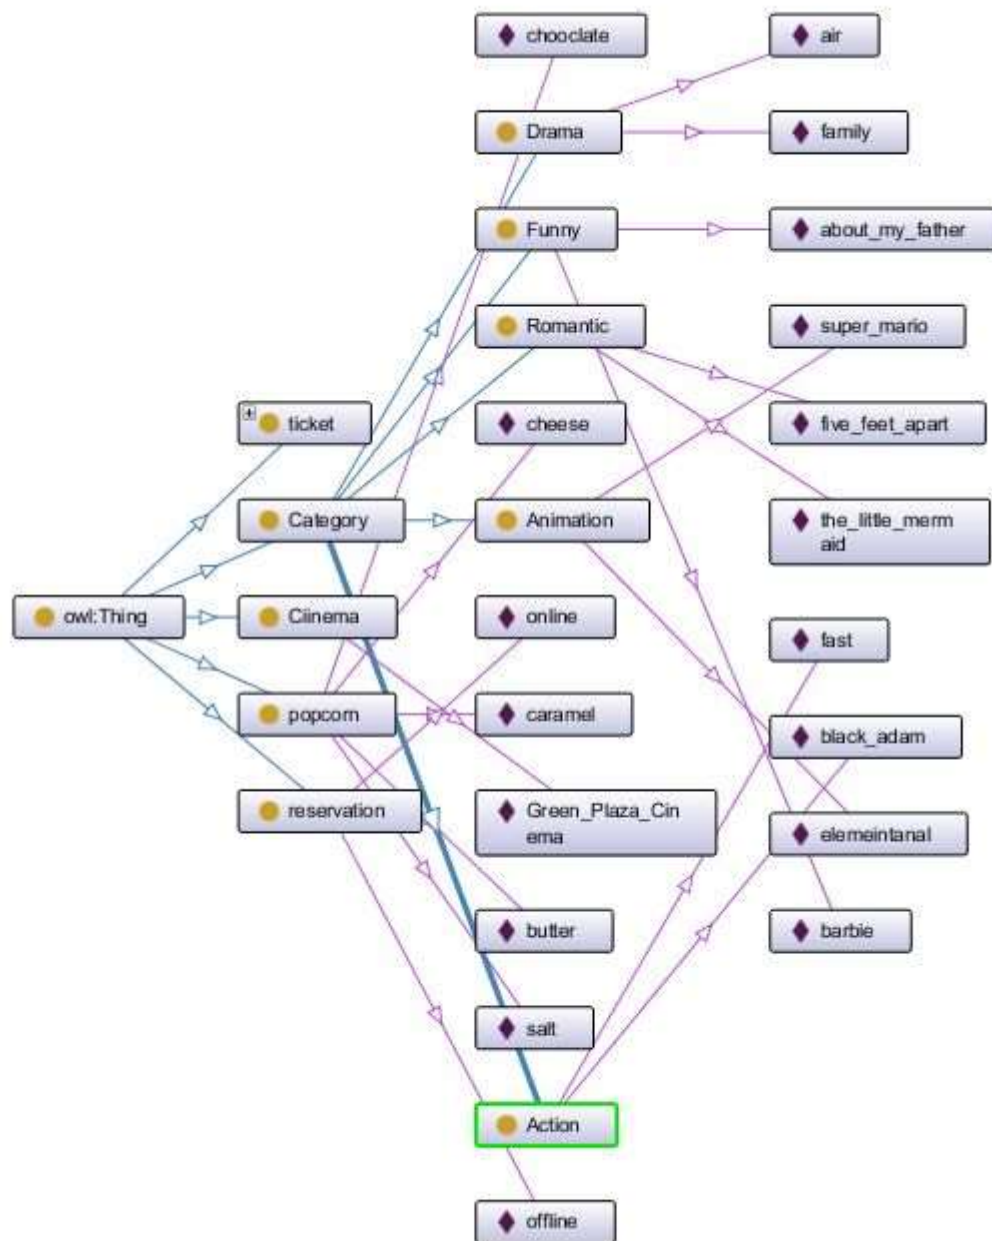 chooclate
air
Drama
family
Funny
about_my_father
Romantic
super_mario
ticket
cheese
five_feet_apart
Category
Animation
the_little_merm
aid
owl:Thing
Ciinema
online
fast
popcorn
caramel
black_adam
reservation
Green_Plaza_Cin
ema
elemeintanal
butter
barbie
salt
Action
offline